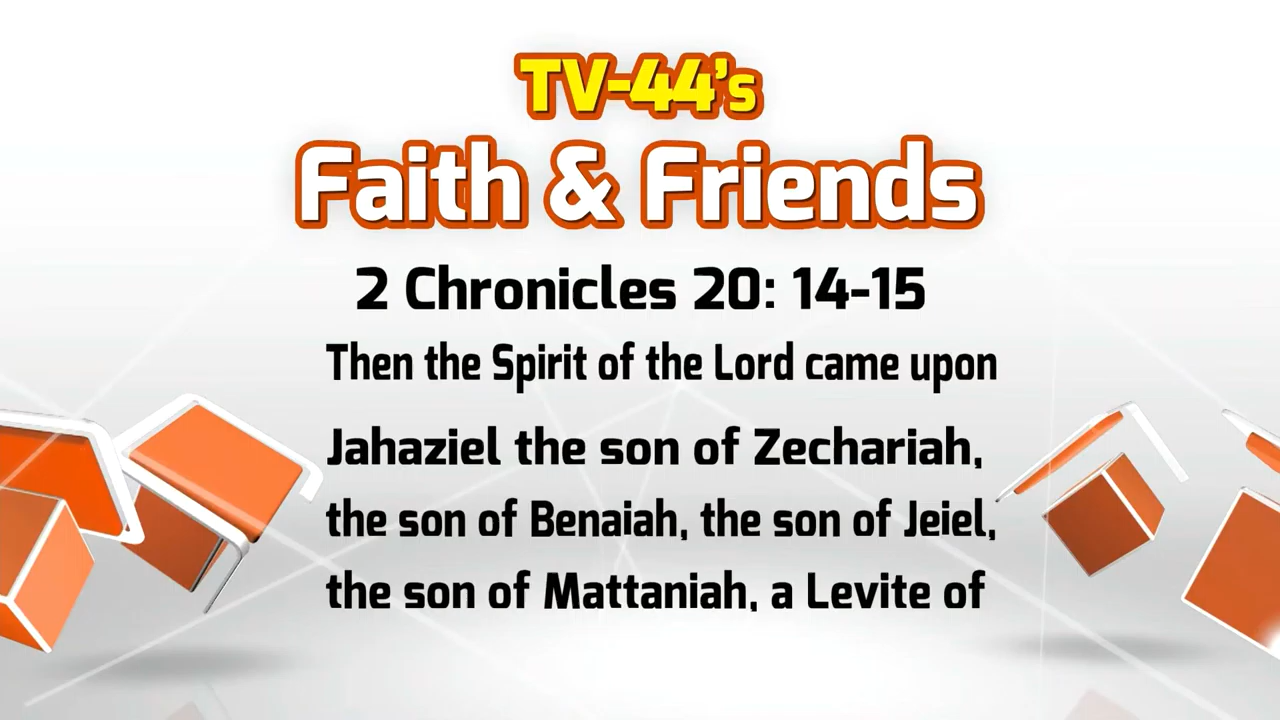 TV-44's
Faith & Friends
2 Chronicles 20: 14-15
Then the Spirit of the Lord came upon
Jahaziel the son of Zechariah,
the son of Benaiah, the son of Jeiel,
the son of Mattaniah, a Levite of